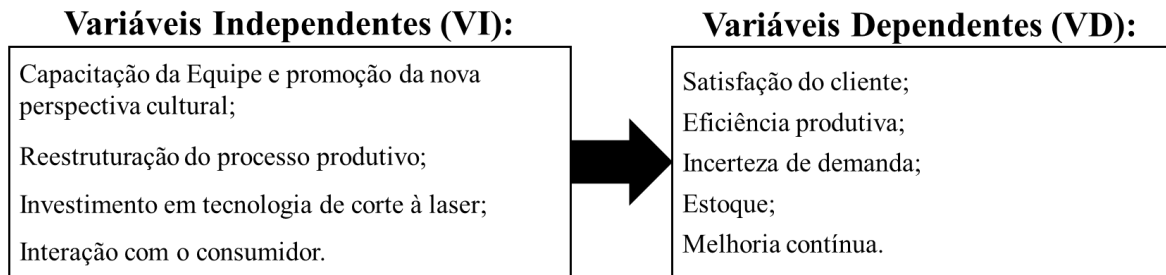 Variáveis Independentes (VI):
Capacitação da Equipe e promoção da nova
perspectiva cultural;
Reestruturação do processo produtivo;
Investimento em tecnologia de corte à laser;
Interação com o consumidor.
Variáveis Dependentes (VD):
Satisfação do cliente;
Eficiência produtiva;
Incerteza de demanda;
Estoque;
Melhoria contínua.